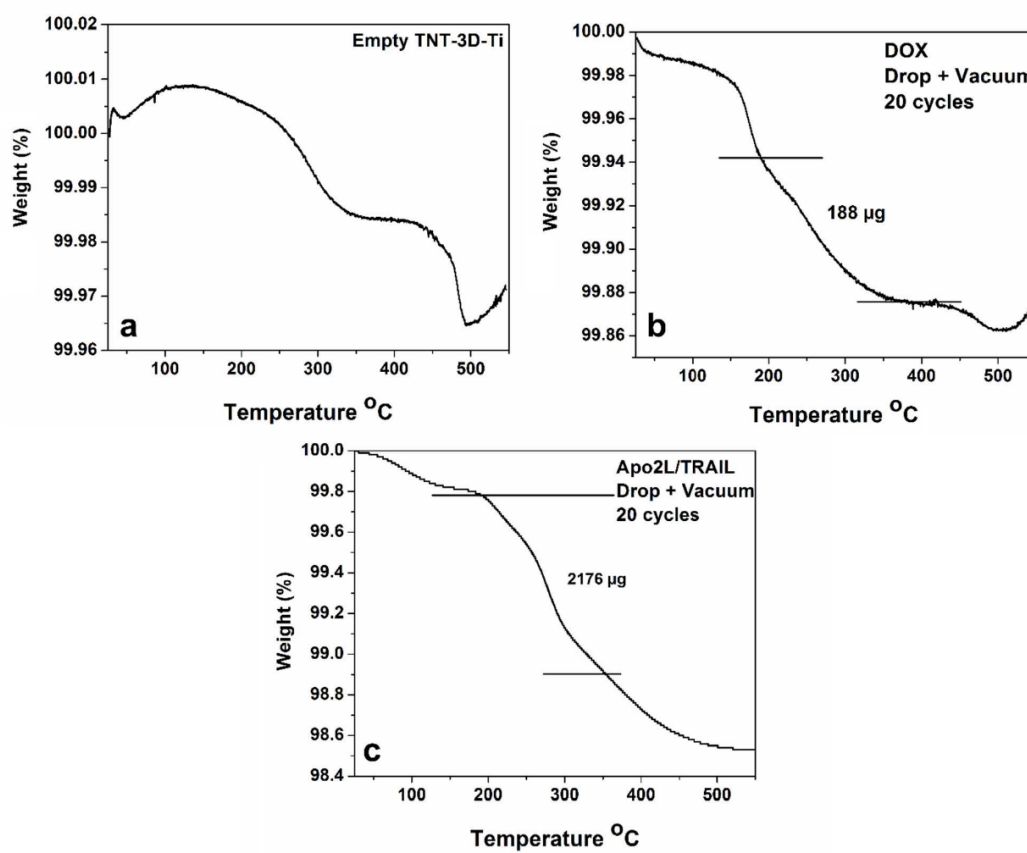 100.02
100.01
100.00
99.99
99.98
99.97
99.96
Weight (%)
Empty TNT-3D-Ti
a
100 200 300 400 500
Temperature °C
100.00
99.98
99.96
99.94
99.92
99.90
99.88
99.86
Weight (%)
DOX
Drop + Vacuum
20 cycles
188 µg
b
100 200 300 400 500
Temperature °C
100.0
99.8
99.6
99.4
99.2
99.0
98.8
98.6
98.4
Weight (%)
Apo2L/TRAIL
Drop + Vacuum
20 cycles
2176 µg
c
100 200 300 400 500
Temperature °C